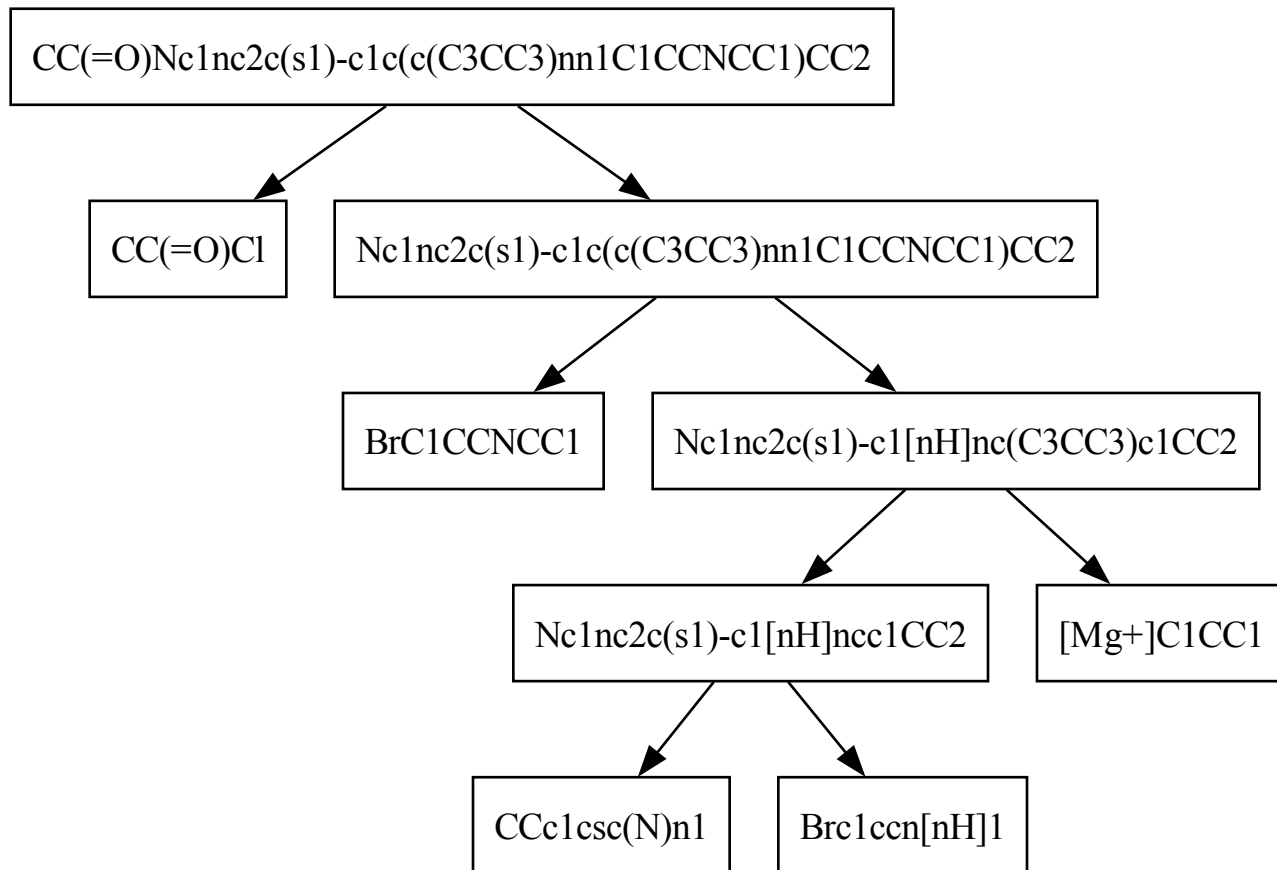 CC(=O)Nc1nc2c(s1)-c1c(c(C3CC3)nn1C1CCNCC1)CC2
CC(=O)Cl
Nc1nc2c(s1)-c1c(c(C3CC3)nn1C1CCNCC1)CC2
BrC1CCNCC1
Nc1nc2c(s1)-c1[nH]nc(C3CC3)c1CC2
Nc1nc2c(s1)-c1[nH]ncc1CC2
[Mg+]C1CC1
CCc1csc(N)n1
Brc1ccn[nH]1